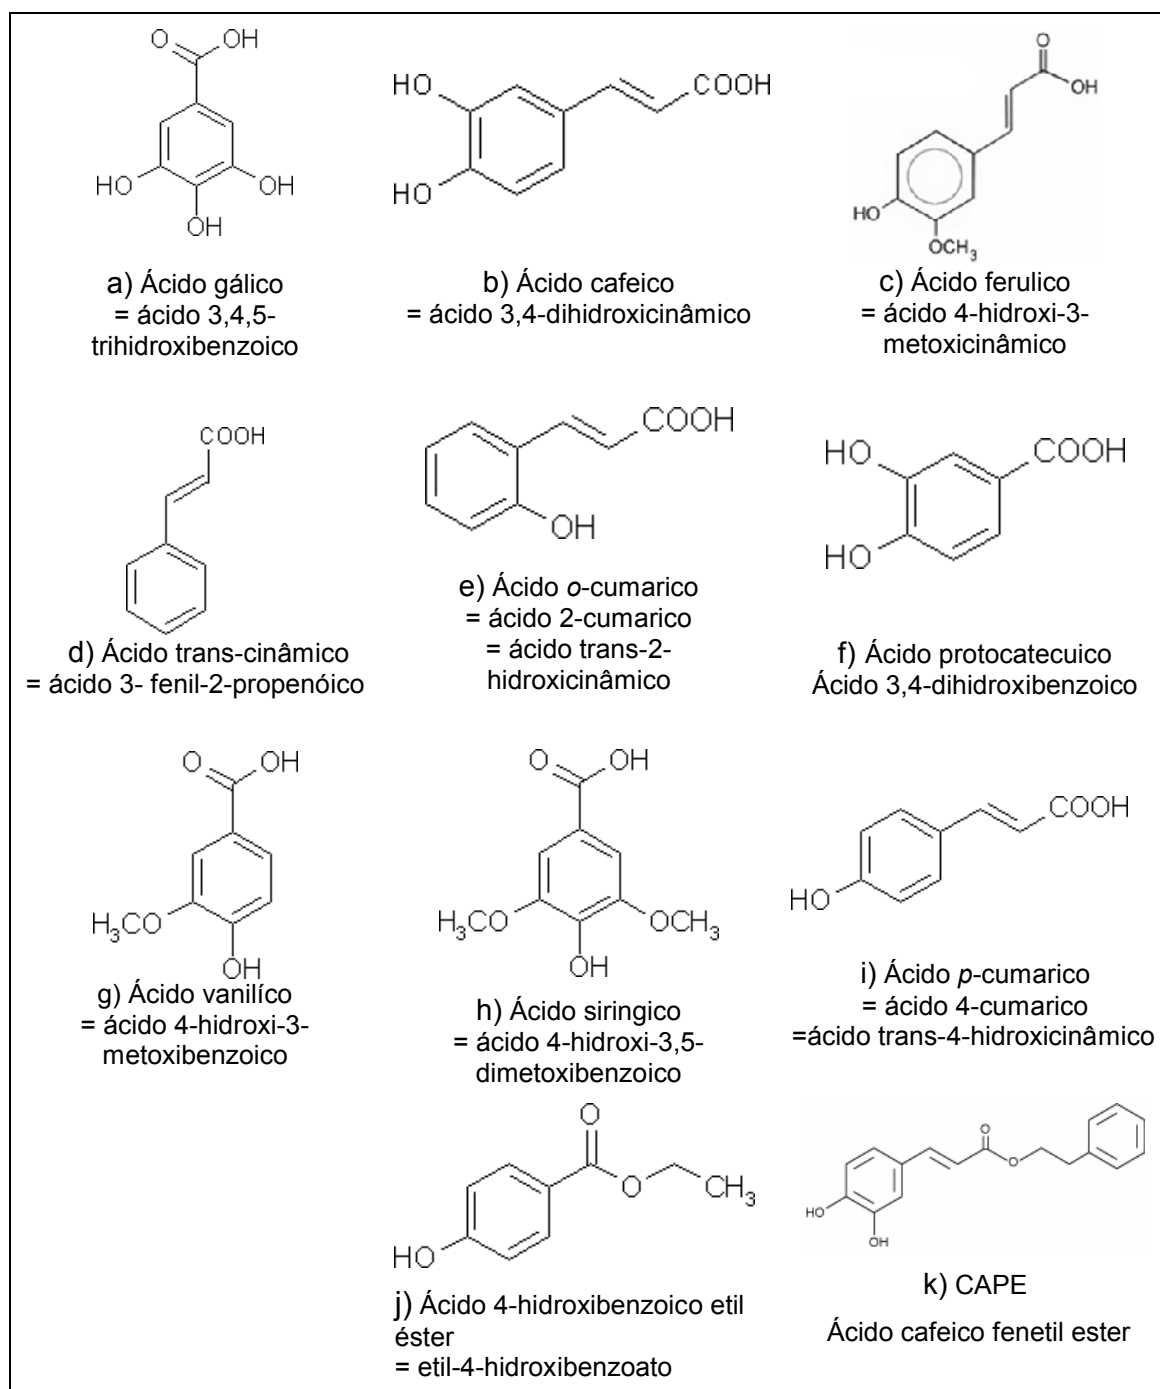 O
OH
HO
OH
OH
a) Ácido gálico
= ácido 3,4,5-
trihidroxibenzoico
HO
COOH
HO
b) Ácido cafeico
= ácido 3,4-dihidroxicinâmico
O
OH
HO
OCH3
c) Ácido ferulico
= ácido 4-hidroxi-3-
metoxicinâmico
COOH
d) Ácido trans-cinâmico
= ácido 3- fenil-2-propenóico
COOH
OH
e) Ácido o-cumarico
= ácido 2-cumarico
= ácido trans-2-
hidroxicinâmico
HO
COOH
HO
f) Ácido protocatecuico
Ácido 3,4-dihidroxibenzoico
O
OH
H3CO
OH
g) Ácido vanilíco
= ácido 4-hidroxi-3-
metoxibenzoico
O
OH
H3CO
OCH3
OH
h) Ácido siringico
= ácido 4-hidroxi-3,5-
dimetoxibenzoico
COOH
HO
i) Ácido p-cumarico
= ácido 4-cumarico
=ácido trans-4-hidroxicinâmico
O
O
CH3
HO
j) Ácido 4-hidroxibenzoico etil
éster
= etil-4-hidroxibenzoato
O
O
HO
OH
k) CAPE
Ácido cafeico fenetil ester